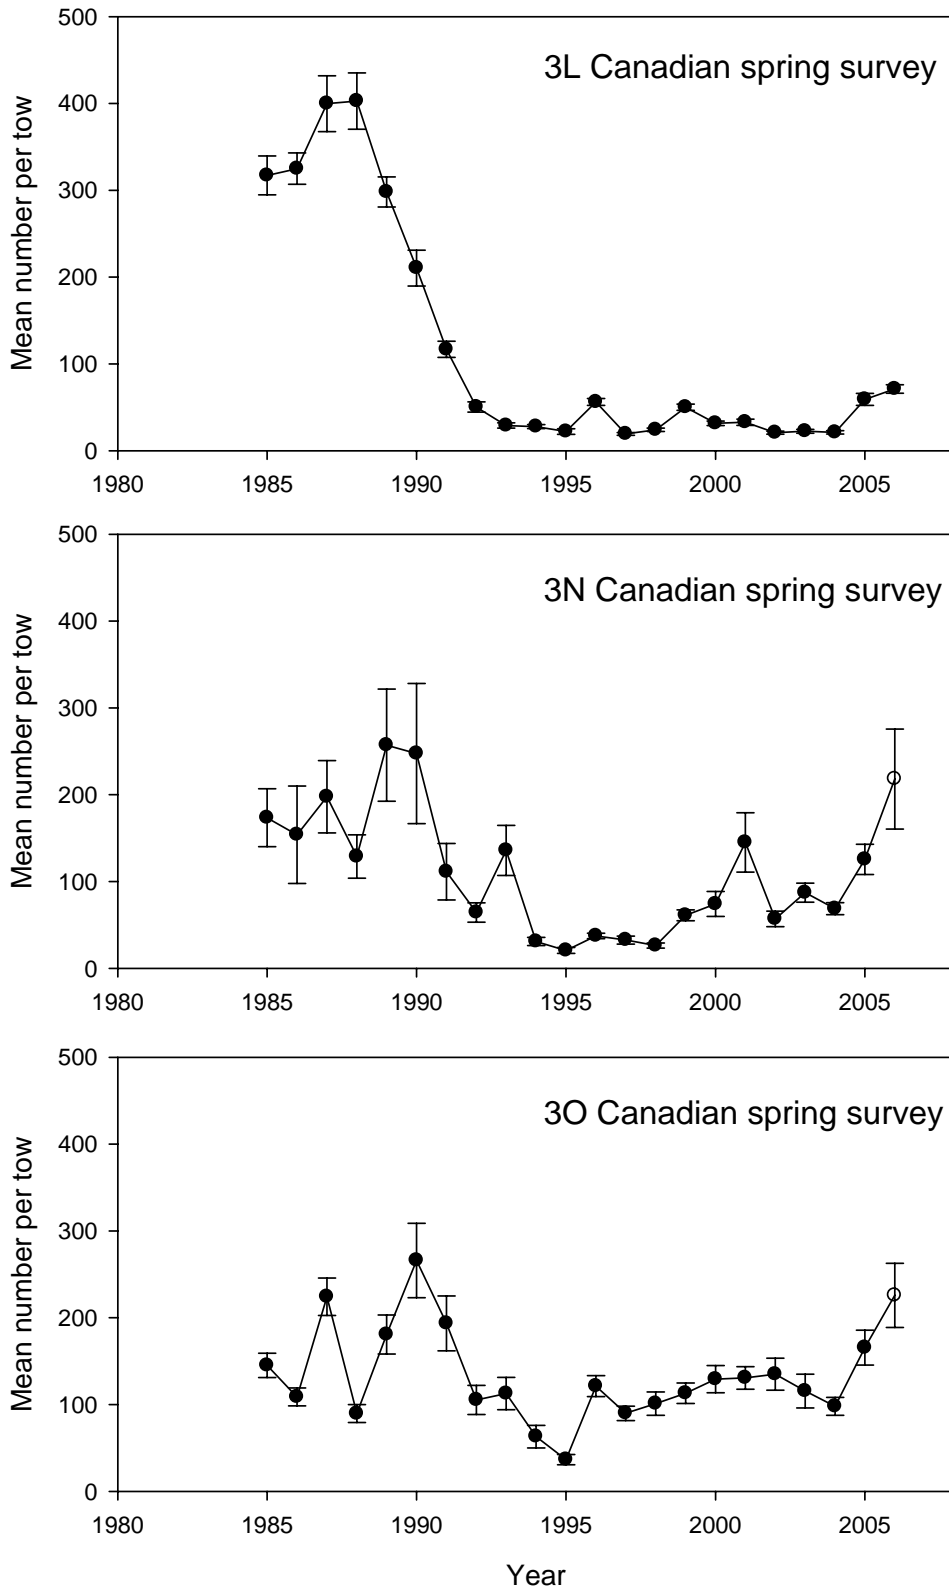 500
3L Canadian spring survey
400
300
200
100
0
Mean number per tow
1980 1985 1990 1995 2000 2005
500
3N Canadian spring survey
400
300
200
100
0
Mean number per tow
1980 1985 1990 1995 2000 2005
500
3O Canadian spring survey
400
300
200
100
0
Mean number per tow
1980 1985 1990 1995 2000 2005
Year